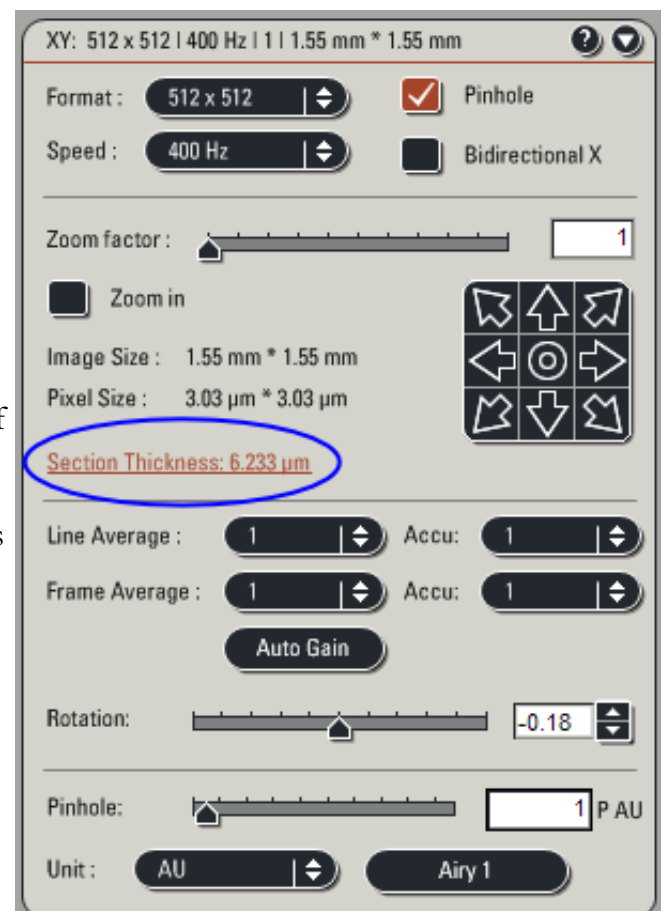 XY: 512 x 512 | 400 Hz | 1 | 1.55 mm * 1.55 mm ?
Format : 512 x 512 Pinhole
Speed : 400 Hz Bidirectional X
Zoom factor : 1
Zoom in
Image Size : 1.55 mm * 1.55 mm
Pixel Size : 3.03 µm * 3.03 µm
f
Section Thickness: 6.233 µm
s
Line Average : 1 Accu: 1
Frame Average : 1 Accu: 1
Auto Gain
Rotation: -0.18
Pinhole: 1 P AU
Unit : AU Airy 1